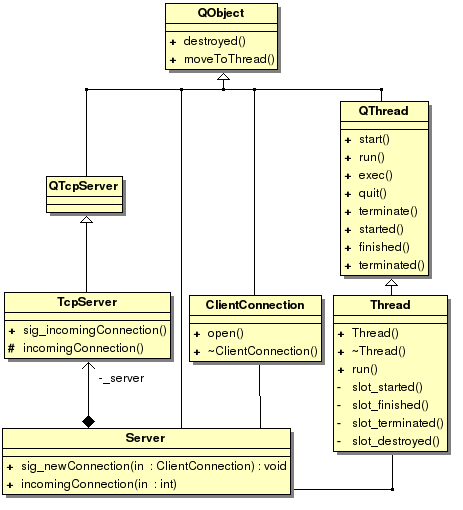 QObject
+ destroyed()
+ moveToThread()
QThread
+ start()
+ run()
+ exec()
+ quit()
+ terminate()
+ started()
+ finished()
+ terminated()
QTcpServer
TcpServer
+ sig_incomingConnection()
# incomingConnection()
ClientConnection
+ open()
+ ~ClientConnection()
Thread
+ Thread()
+ ~Thread()
+ run()
- slot_started()
- slot_finished()
- slot_terminated()
- slot_destroyed()
-_server
Server
+ sig_newConnection(in : ClientConnection) : void
+ incomingConnection(in : int)